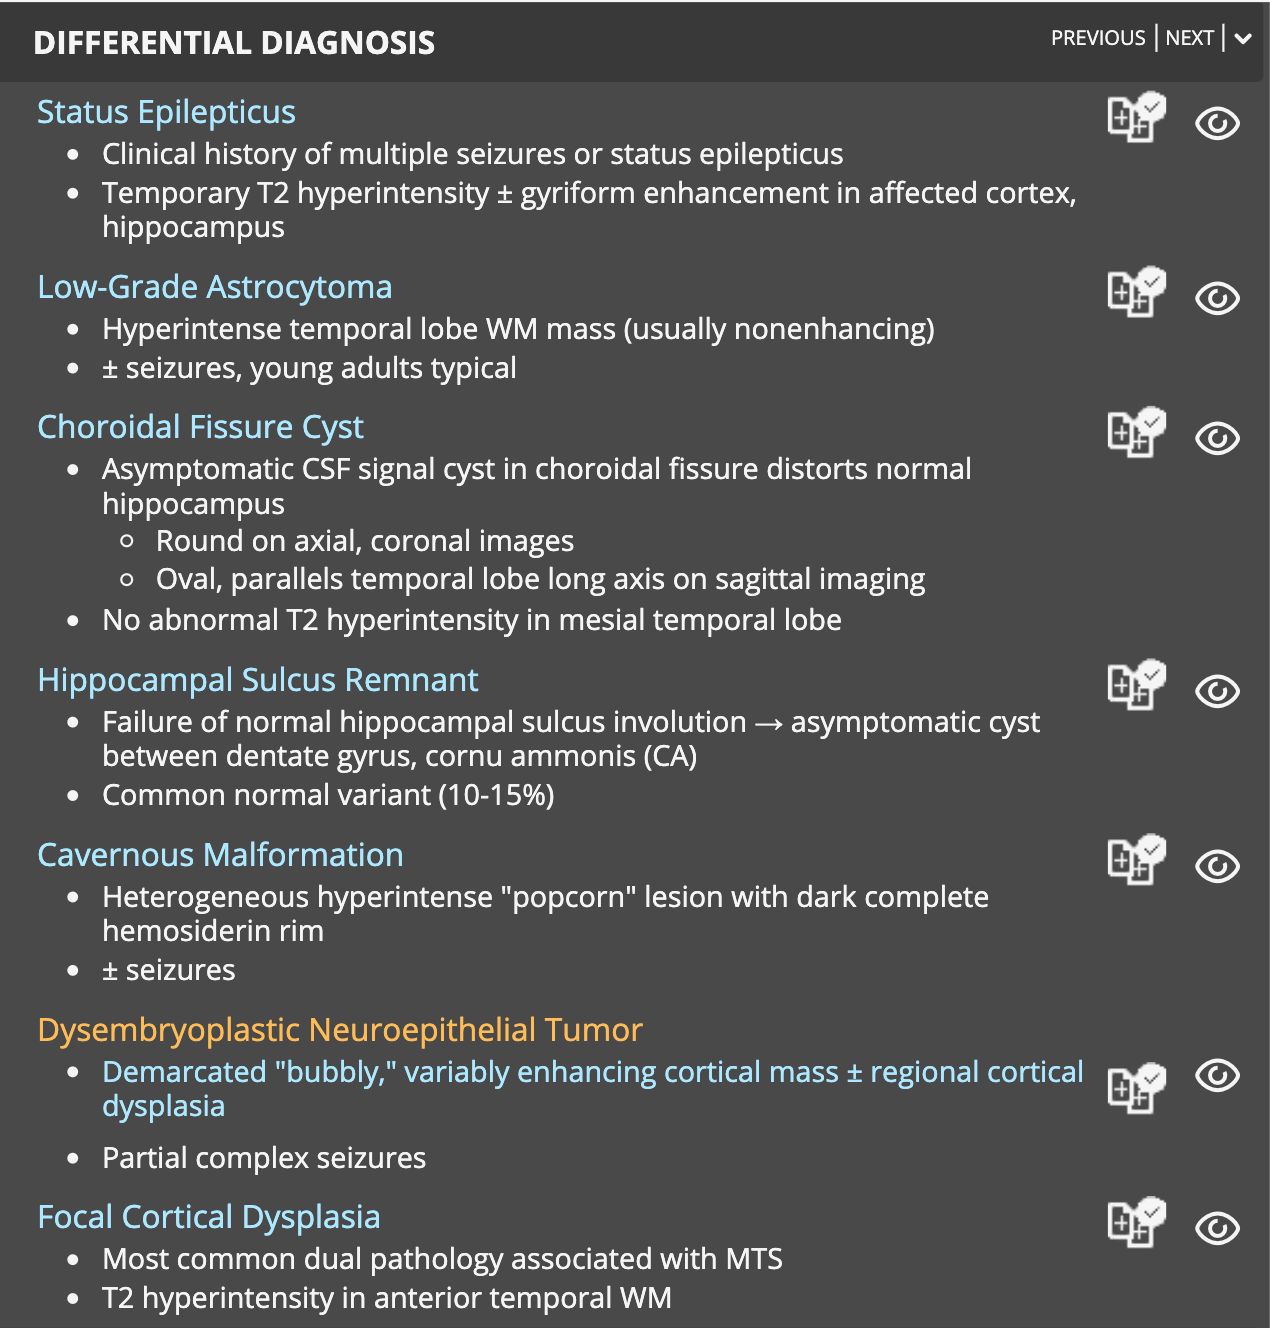 DIFFERENTIAL DIAGNOSIS
PREVIOUS | NEXT |
Status Epilepticus
• Clinical history of multiple seizures or status epilepticus
• Temporary T2 hyperintensity ± gyriform enhancement in affected cortex,
hippocampus
Low-Grade Astrocytoma
• Hyperintense temporal lobe WM mass (usually nonenhancing)
• ± seizures, young adults typical
Choroidal Fissure Cyst
• Asymptomatic CSF signal cyst in choroidal fissure distorts normal
hippocampus
○ Round on axial, coronal images
○ Oval, parallels temporal lobe long axis on sagittal imaging
• No abnormal T2 hyperintensity in mesial temporal lobe
Hippocampal Sulcus Remnant
• Failure of normal hippocampal sulcus involution → asymptomatic cyst
between dentate gyrus, cornu ammonis (CA)
• Common normal variant (10-15%)
Cavernous Malformation
• Heterogeneous hyperintense "popcorn" lesion with dark complete
hemosiderin rim
• ± seizures
Dysembryoplastic Neuroepithelial Tumor
• Demarcated "bubbly," variably enhancing cortical mass ± regional cortical
dysplasia
• Partial complex seizures
Focal Cortical Dysplasia
• Most common dual pathology associated with MTS
• T2 hyperintensity in anterior temporal WM